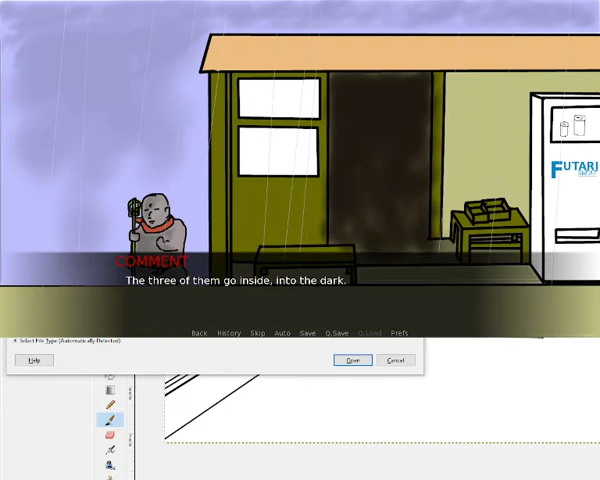 FUTARI
COMMENT
The three of them go inside, into the dark.
Back History Skip Auto Save Q.Save Q.Load Prefs
Select File Type (Automatically Detected)
Help Open Cancel